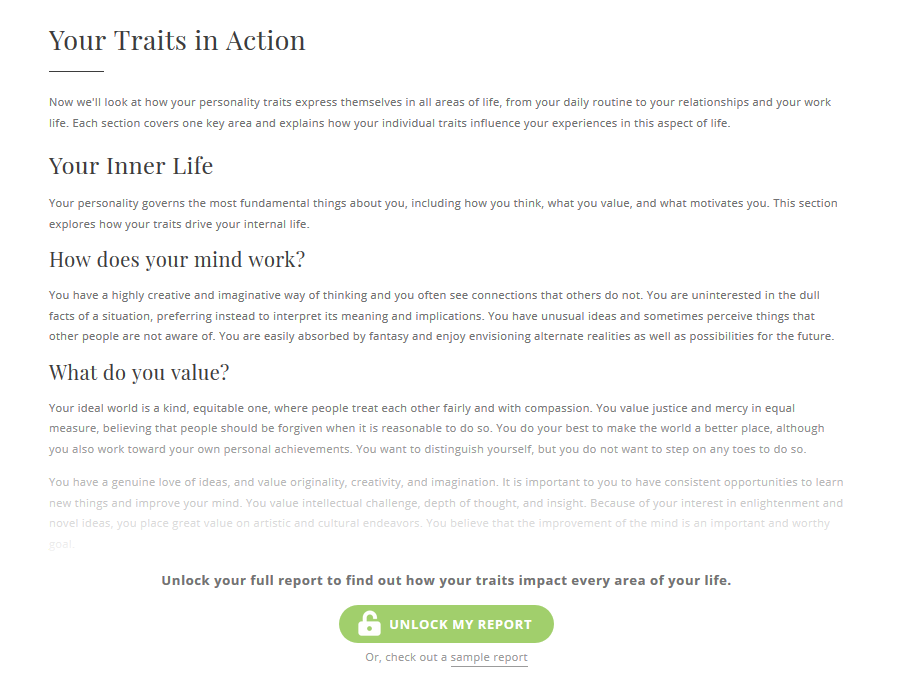 Your Traits in Action
Now we'll look at how your personality traits express themselves in all areas of life, from your daily routine to your relationships and your work
life. Each section covers one key area and explains how your individual traits influence your experiences in this aspect of life.
Your Inner Life
Your personality governs the most fundamental things about you, including how you think, what you value, and what motivates you. This section
explores how your traits drive your internal life.
How does your mind work?
You have a highly creative and imaginative way of thinking and you often see connections that others do not. You are uninterested in the dull
facts of a situation, preferring instead to interpret its meaning and implications. You have unusual ideas and sometimes perceive things that
other people are not aware of. You are easily absorbed by fantasy and enjoy envisioning alternate realities as well as possibilities for the future.
What do you value?
Your ideal world is a kind, equitable one, where people treat each other fairly and with compassion. You value justice and mercy in equal
measure, believing that people should be forgiven when it is reasonable to do so. You do your best to make the world a better place, although
you also work toward your own personal achievements. You want to distinguish yourself, but you do not want to step on any toes to do so.
You have a genuine love of ideas, and value originality, creativity, and imagination. It is important to you to have consistent opportunities to learn
new things and improve your mind. You value intellectual challenge, depth of thought, and insight. Because of your interest in enlightenment and
novel ideas, you place great value on artistic and cultural endeavors. You believe that the improvement of the mind is an important and worthy
goal.
Unlock your full report to find out how your traits impact every area of your life.
UNLOCK MY REPORT
Or, check out a sample report